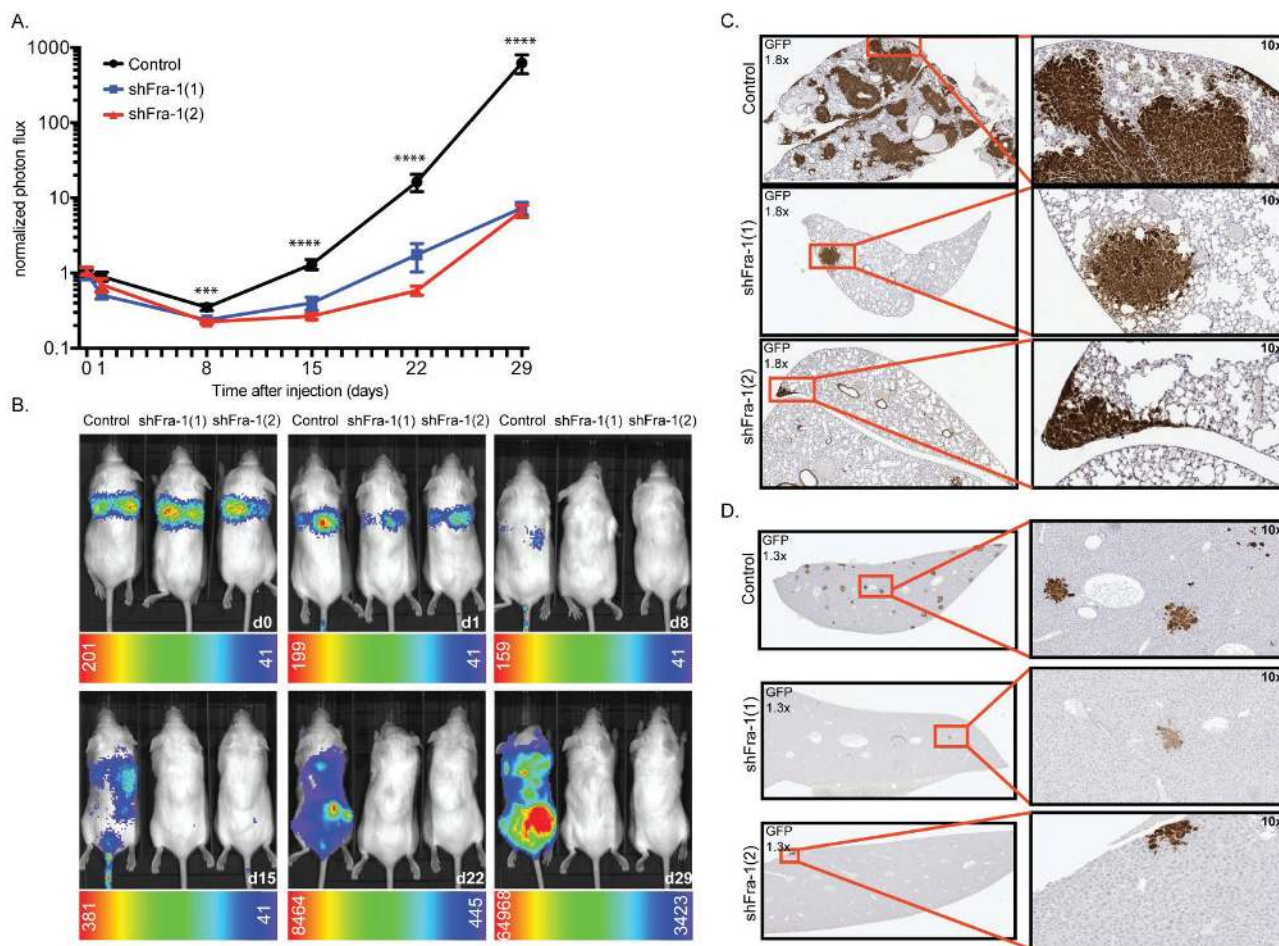 A.
1000
100
10
1
0.1
normalized photon flux
Control
shFra-1(1)
shFra-1(2)
***
****
****
****
0 1 8 15 22 29
Time after injection (days)
B.
Control shFra-1(1) shFra-1(2) Control shFra-1(1) shFra-1(2) Control shFra-1(1) shFra-1(2)
d0 d1 d8
201 41 199 41 159 41
d15 d22 d29
381 41 8464 445 64968 3423
C.
Control
GFP
1.8x
10x
shFra-1(1)
GFP
1.8x
10x
shFra-1(2)
GFP
1.8x
10x
D.
Control
GFP
1.3x
10x
shFra-1(1)
GFP
1.3x
10x
shFra-1(2)
GFP
1.3x
10x